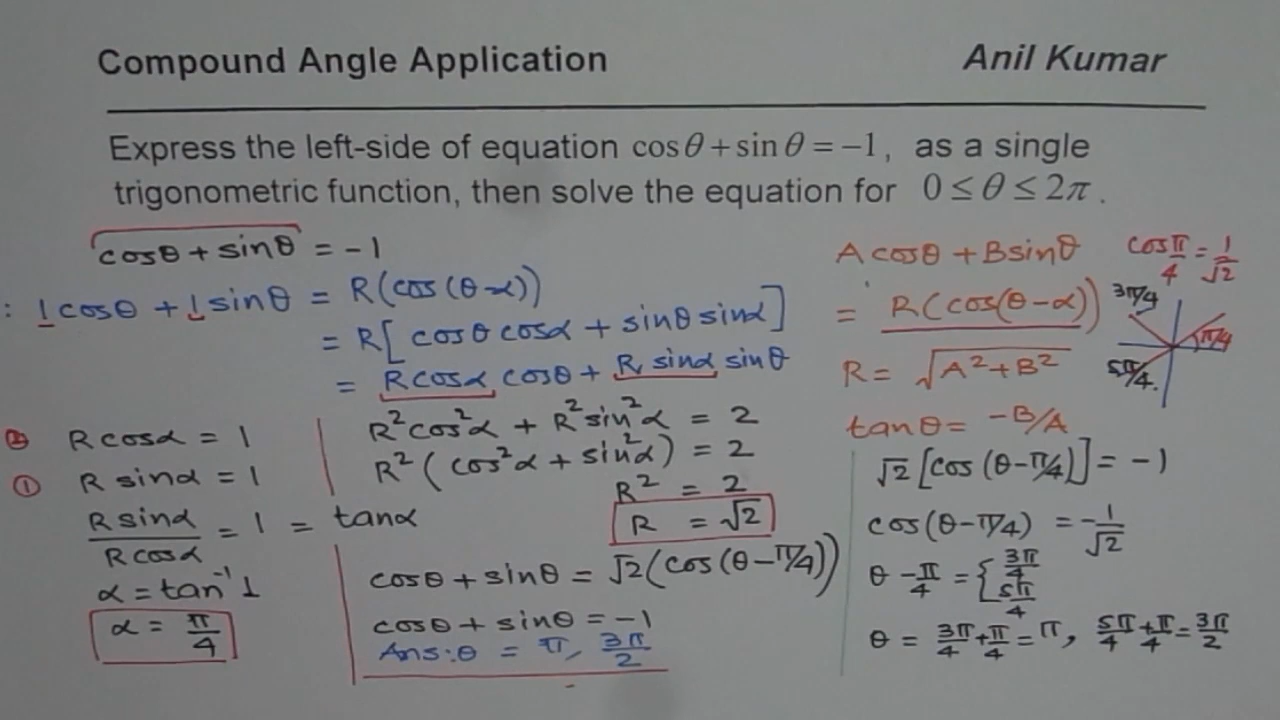 Compound Angle Application
Anil Kumar
Express the left-side of equation cosθ + sinθ = −1, as a single
trigonometric function, then solve the equation for 0 ≤ θ ≤ 2π.
cosθ + sinθ = -1
: 1cosθ + 1sinθ = R(cos(θ-α))
= R[cosθ cosα + sinθ sinα]
= Rcosα cosθ + R sinα sinθ
② Rcosα = 1
① R sinα = 1
R sinα / R cosα = 1 = tanα
α = tan⁻¹1
α = π/4
R²cos²α + R²sin²α = 2
R²(cos²α + sin²α) = 2
R² = 2
R = √2
cosθ + sinθ = √2(cos(θ-π/4))
cosθ + sinθ = -1
Ans: θ = π, 3π/2
A cosθ + B sinθ
= R(cos(θ-α))
R = √A²+B²
tanθ = -B/A
cos π/4 = 1/√2
3π/4
π/4
5π/4.
√2[cos(θ-π/4)] = -1
cos(θ-π/4) = -1/√2
θ - π/4 = { 3π/4
5π/4
θ = 3π/4 + π/4 = π, 5π/4 + π/4 = 3π/2